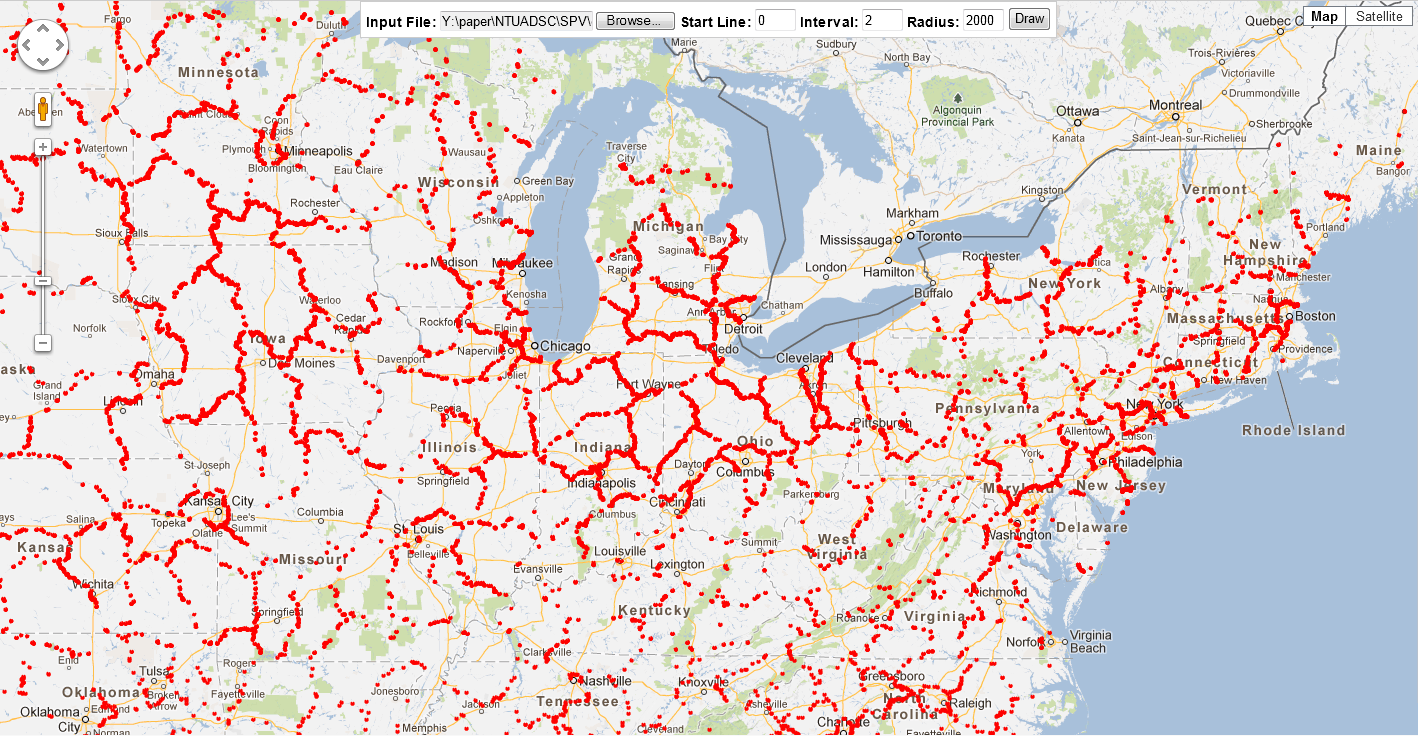 Input File: Y:\paper\NTUADSC\SPV\ Browse... Start Line: 0 Interval: 2 Radius: 2000 Draw
Map Satellite
Fargo
Duluth
Marie
Sudbury
North Bay
Quebec City
Trois-Rivières
Minnesota
Victoriaville
Drummondville
Algonquin
Provincial Park
Ottawa
Montreal
Kanata
Saint-Jean-sur-Richelieu
Sherbrooke
Coon
Rapids
Plymouth
Minneapolis
Bloomington
Watertown
Eau Claire
Wausau
Traverse
City
Maine
Bangor
Wisconsin
Green Bay
Appleton
Oshkosh
Vermont
Kingston
Rochester
Sioux Falls
Michigan
Bay City
Saginaw
Markham
Mississauga
Toronto
Portland
New
Hampshire
Manchester
Madison
Milwaukee
Grand
Rapids
Flint
London
Hamilton
Rochester
Utica
Buffalo
New York
Albany
Nashua
Sioux City
Waterloo
Kenosha
Lansing
Ann Arbor
Chatham
Detroit
Norfolk
Cedar
Rapids
Rockford
Elgin
Massachusetts
Boston
Springfield
Providence
Iowa
Des Moines
Davenport
Naperville
Chicago
Joliet
Toledo
Cleveland
Akron
Connecticut
New Haven
Omaha
Grand
Island
Lincoln
Fort Wayne
Peoria
Pennsylvania
New York
Pittsburgh
Allentown
Edison
Rhode Island
Illinois
Indiana
Ohio
York
Philadelphia
St Joseph
Springfield
Indianapolis
Dayton
Columbus
Maryland
New Jersey
Kansas City
Columbus
Cincinnati
Parkersburg
Salina
Topeka
Lee's
Summit
Olathe
Columbia
St. Louis
Belleville
Delaware
Washington
Kansas
Missouri
Louisville
Summit
West
Virginia
Evansville
Lexington
Wichita
Richmond
Springfield
Kentucky
Roanoke
Virginia
Norfolk
Virginia
Beach
Enid
Rogers
Clarksville
Tulsa
Broken
Arrow
Fayetteville
Jonesboro
Nashville
Knoxville
Greensboro
Oklahoma
Edmond
Oklahoma
City
Norman
Jackson
Tennessee
Asheville
North
Carolina
Raleigh
Memphis
Cleveland
Charlotte
Fayetteville